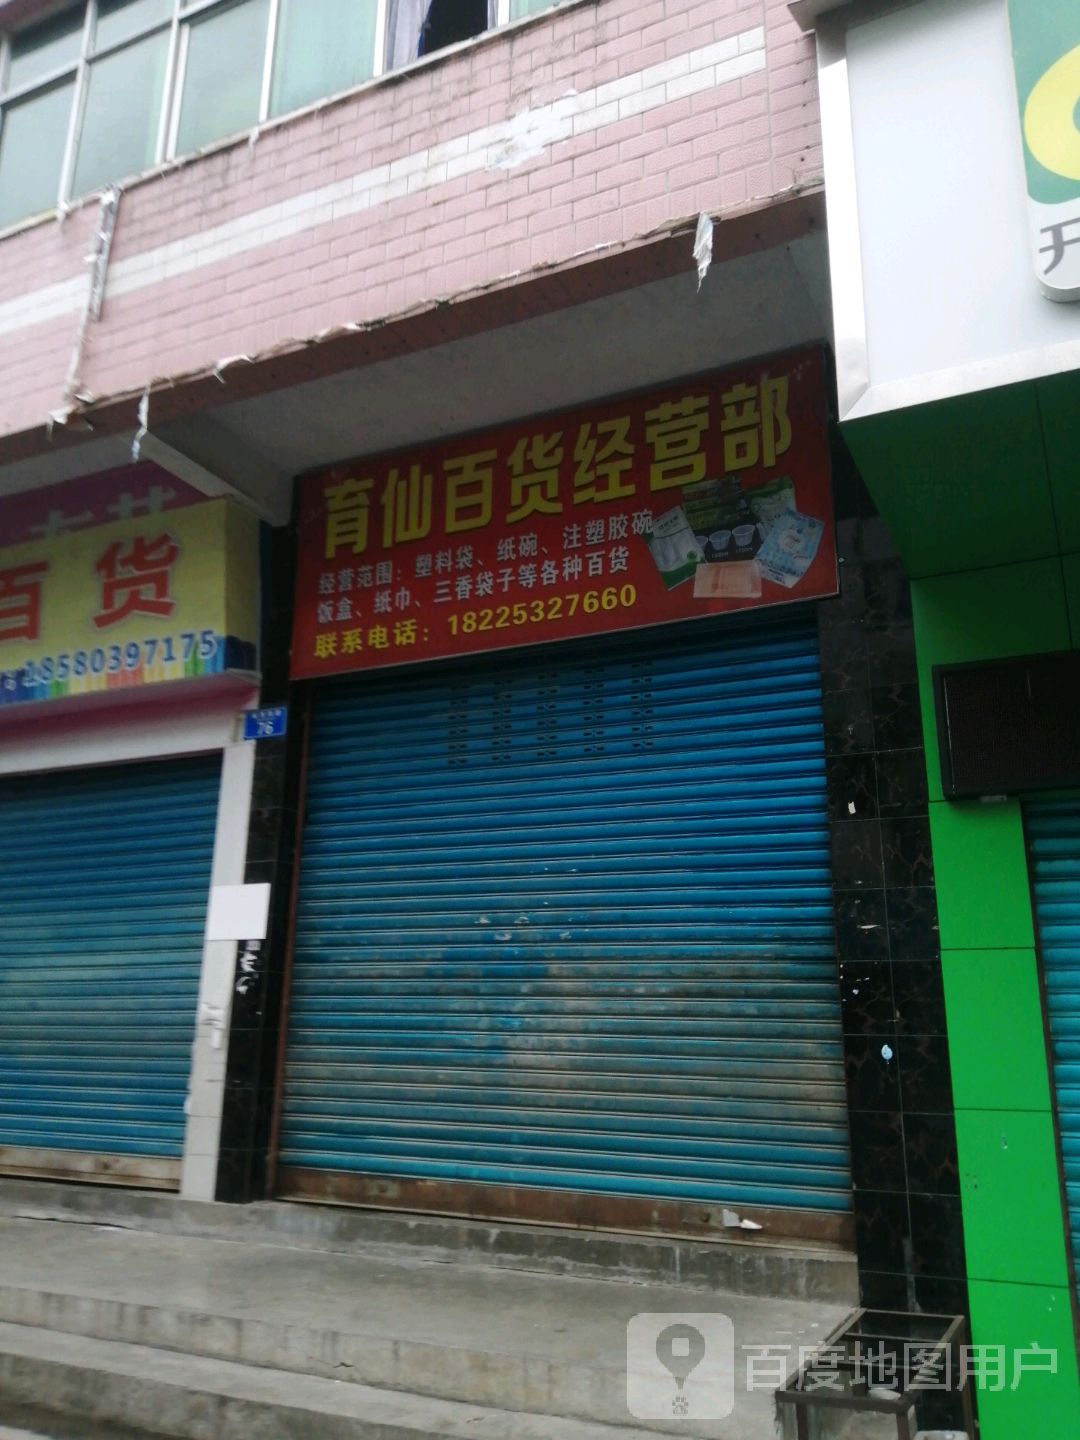 育仙百货经营部
经营范围：塑料袋、纸碗、注塑胶碗
饭盒、纸巾、三香袋子等各种百货
联系电话：18225327660
百货
18580397175
76
开
百度地图用户